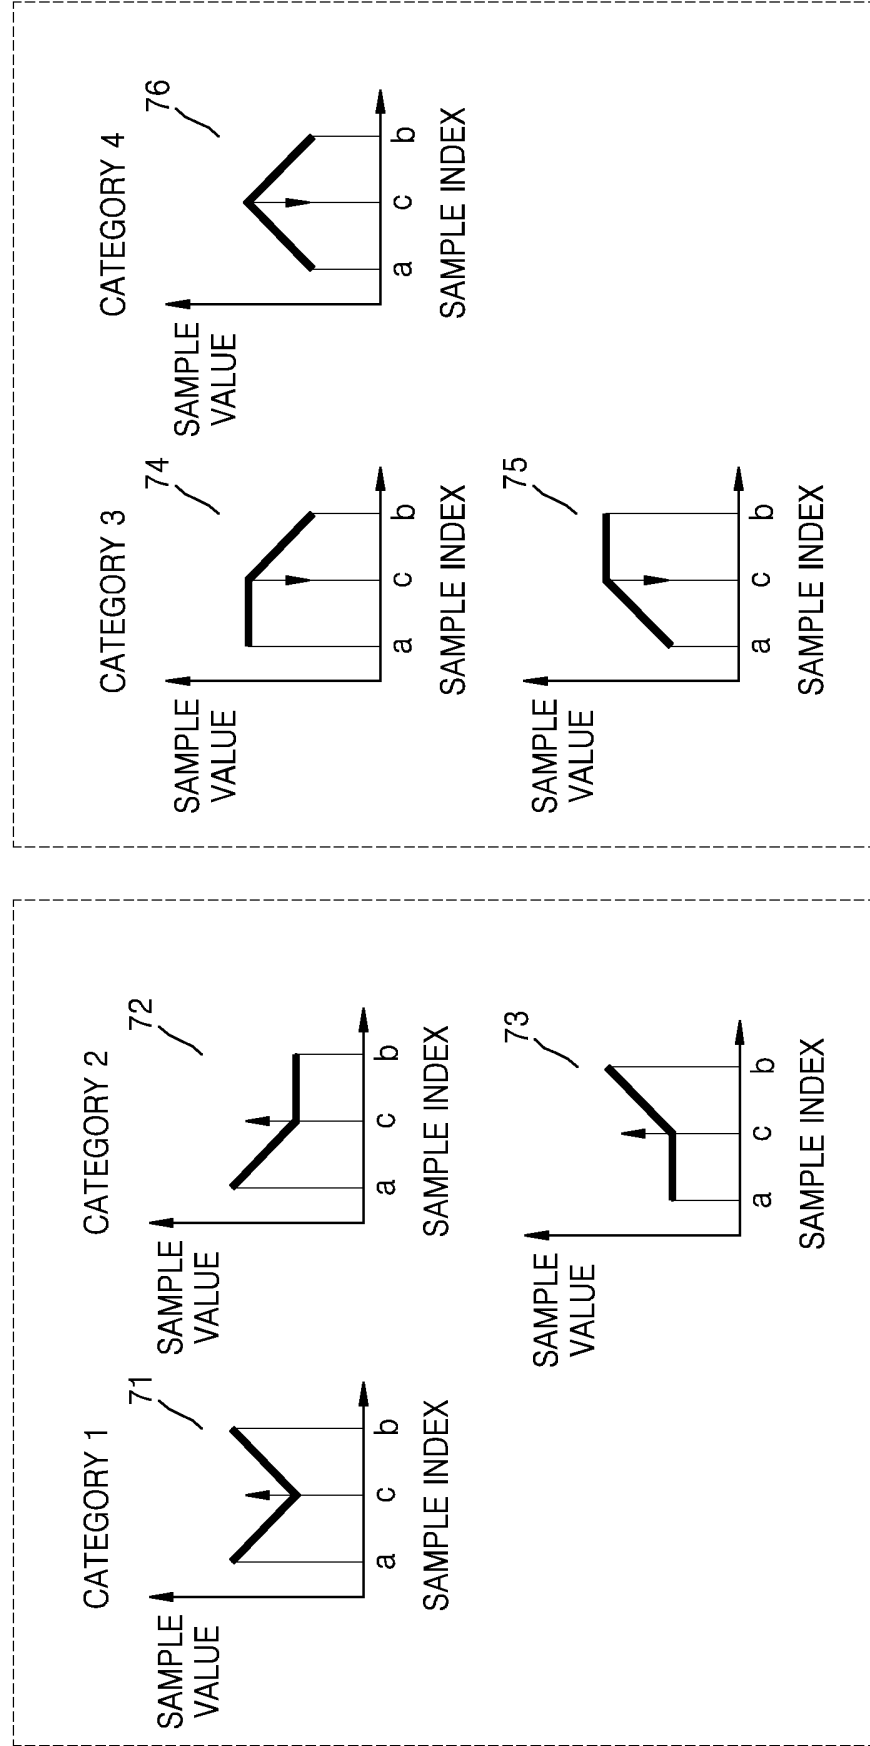 CATEGORY 1
71
SAMPLE
VALUE
a
c
b
SAMPLE INDEX
CATEGORY 2
72
SAMPLE
VALUE
a
c
b
SAMPLE INDEX
73
SAMPLE
VALUE
a
c
b
SAMPLE INDEX
CATEGORY 3
74
SAMPLE
VALUE
a
c
b
SAMPLE INDEX
75
SAMPLE
VALUE
a
c
b
SAMPLE INDEX
CATEGORY 4
76
SAMPLE
VALUE
a
c
b
SAMPLE INDEX